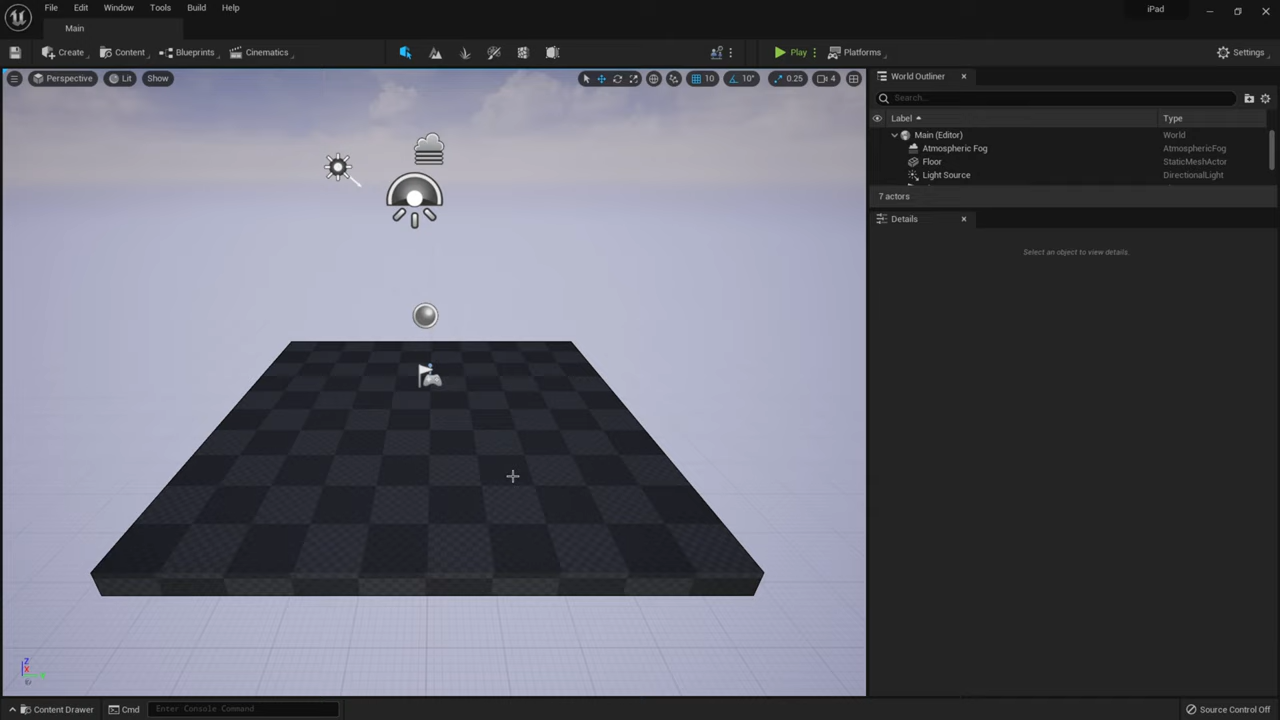 File Edit Window Tools Build Help
iPad
Main
Create Content Blueprints Cinematics Play Platforms Settings
Perspective Lit Show 10 10° 0.25 4
World Outliner
Search...
Label Type
Main (Editor) World
Atmospheric Fog AtmosphericFog
Floor StaticMeshActor
Light Source DirectionalLight
7 actors
Details
Select an object to view details.
Z
X
Content Drawer Cmd Enter Console Command Source Control Off